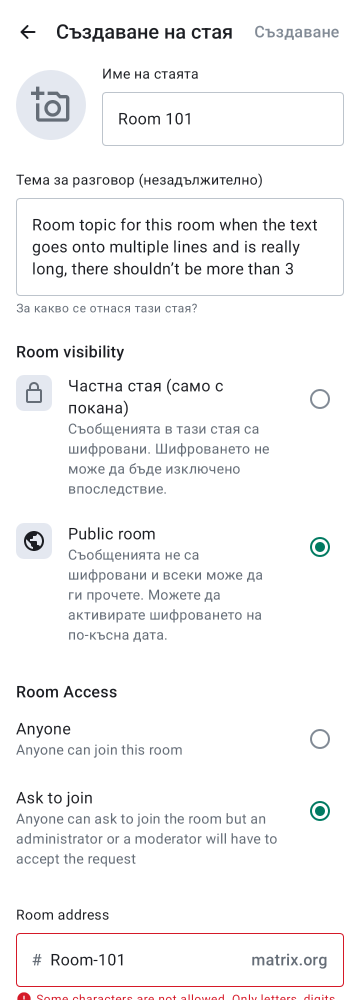 Създаване на стая
Създаване
Име на стаята
Room 101
Тема за разговор (незадължително)
Room topic for this room when the text
goes onto multiple lines and is really
long, there shouldn't be more than 3
За какво се отнася тази стая?
Room visibility
Частна стая (само с
покана)
Съобщенията в тази стая са
шифровани. Шифроването не
може да бъде изключено
впоследствие.
Public room
Съобщенията не са
шифровани и всеки може да
ги прочете. Можете да
активирате шифроването на
по-късна дата.
Room Access
Anyone
Anyone can join this room
Ask to join
Anyone can ask to join the room but an
administrator or a moderator will have to
accept the request
Room address
# Room-101 matrix.org
Some characters are not allowed. Only letters, digits